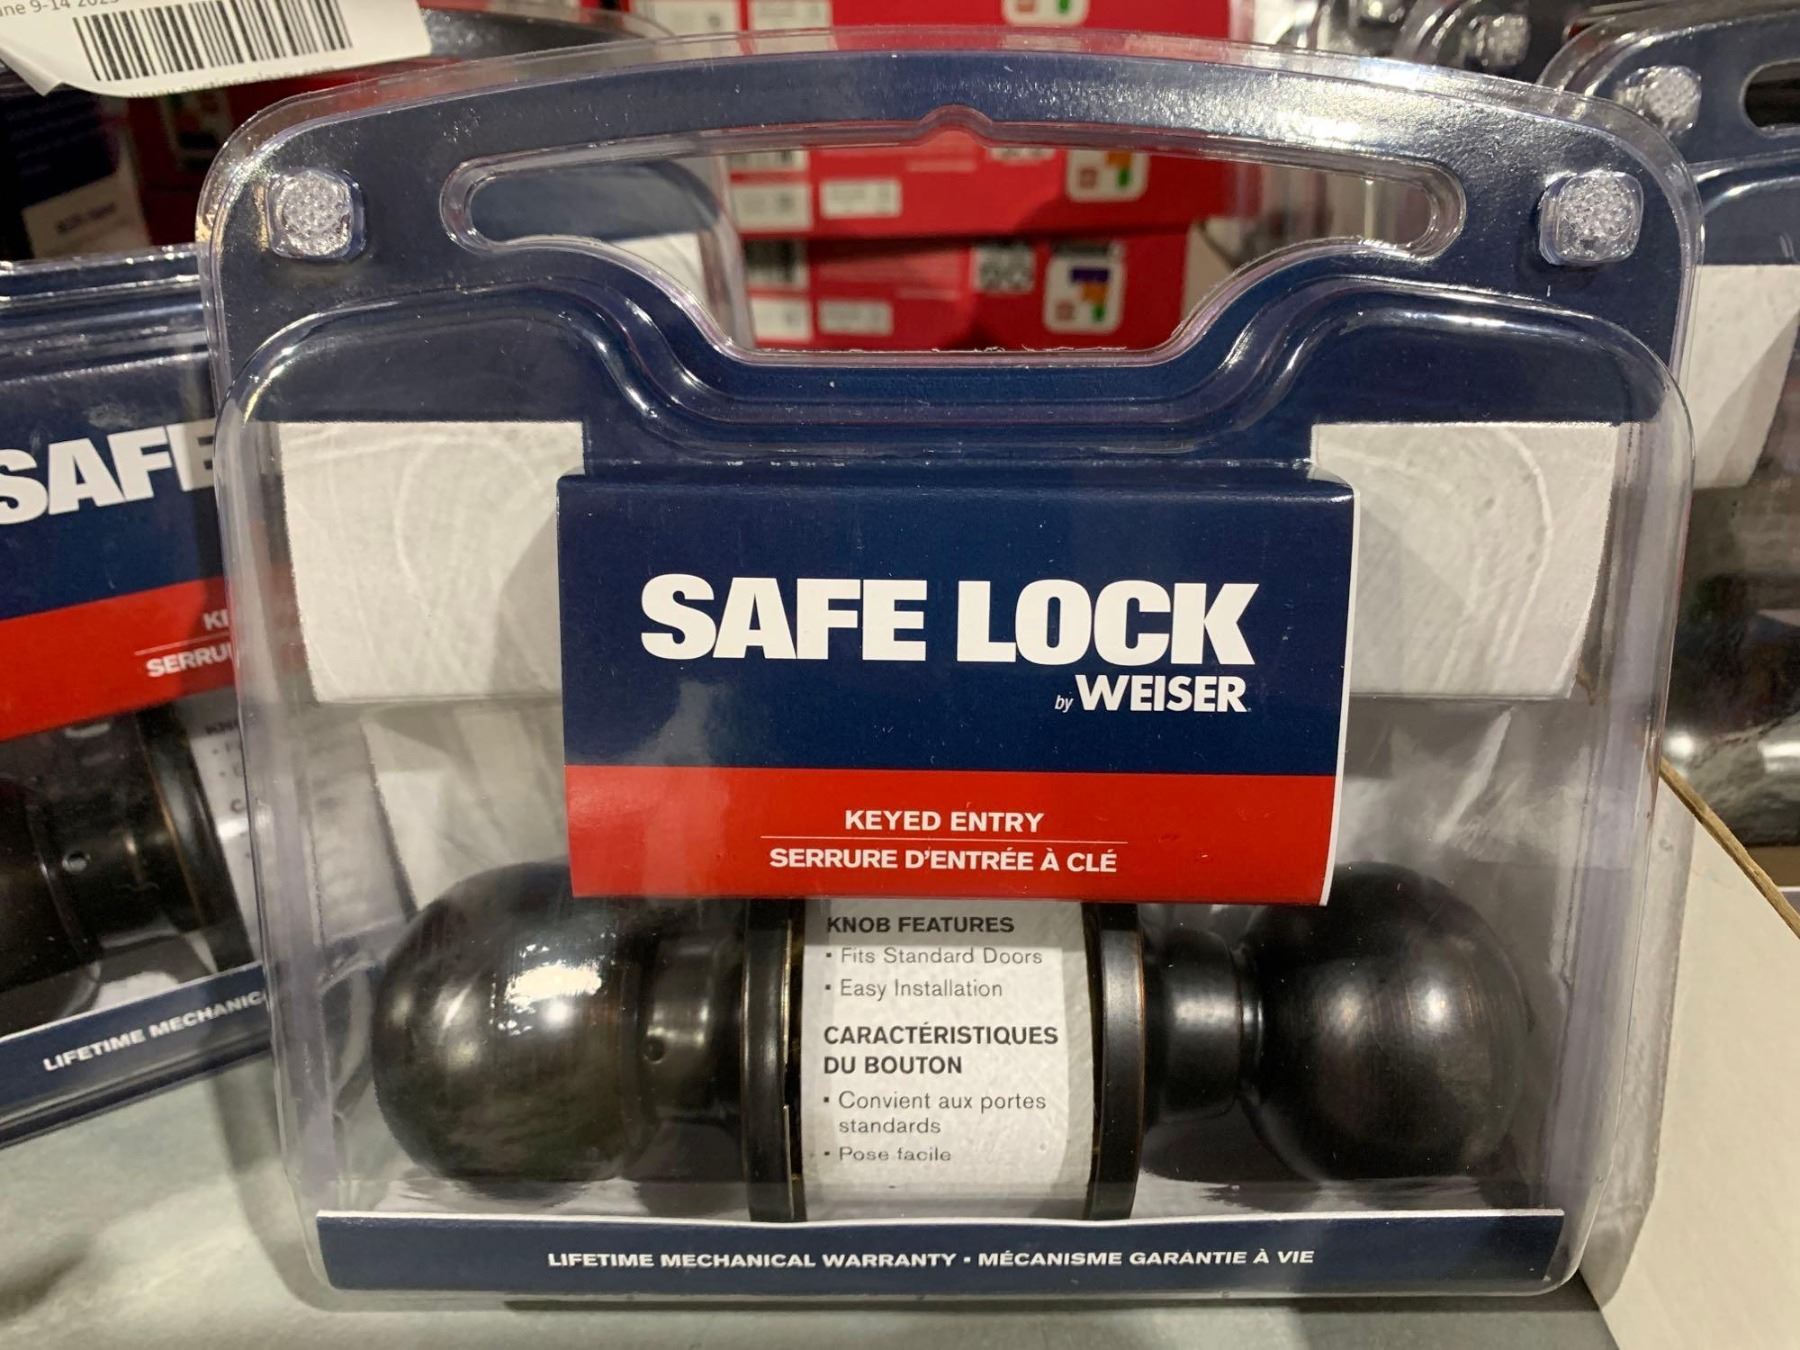 SAFE LOCK
by WEISER
KEYED ENTRY
SERRURE D'ENTRÉE À CLÉ
KNOB FEATURES
• Fits Standard Doors
• Easy Installation
CARACTÉRISTIQUES
DU BOUTON
• Convient aux portes
standards
• Pose facile
LIFETIME MECHANICAL WARRANTY • MÉCANISME GARANTIE À VIE
SAFE
LIFETIME MECHANIC